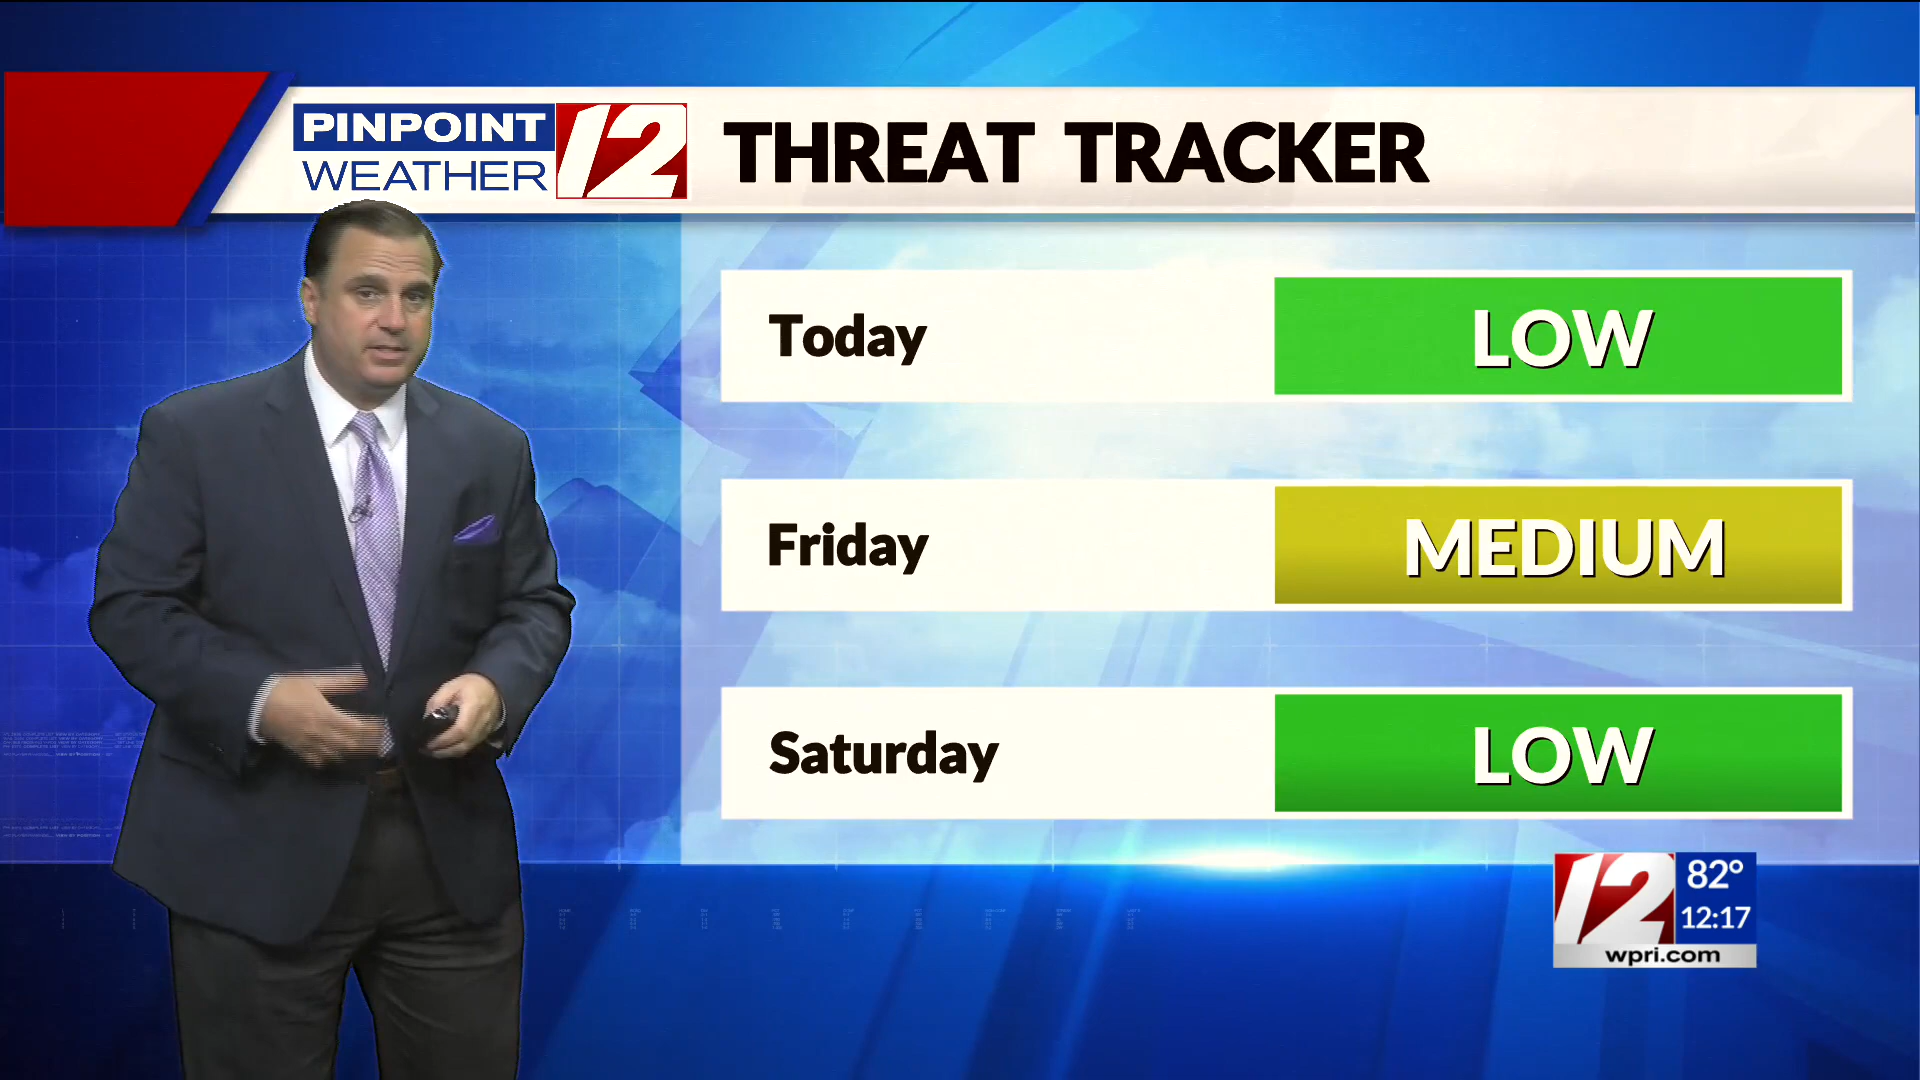 PINPOINT
WEATHER
12
THREAT TRACKER
Today
LOW
Friday
MEDIUM
Saturday
LOW
12
82°
12:17
wpri.com